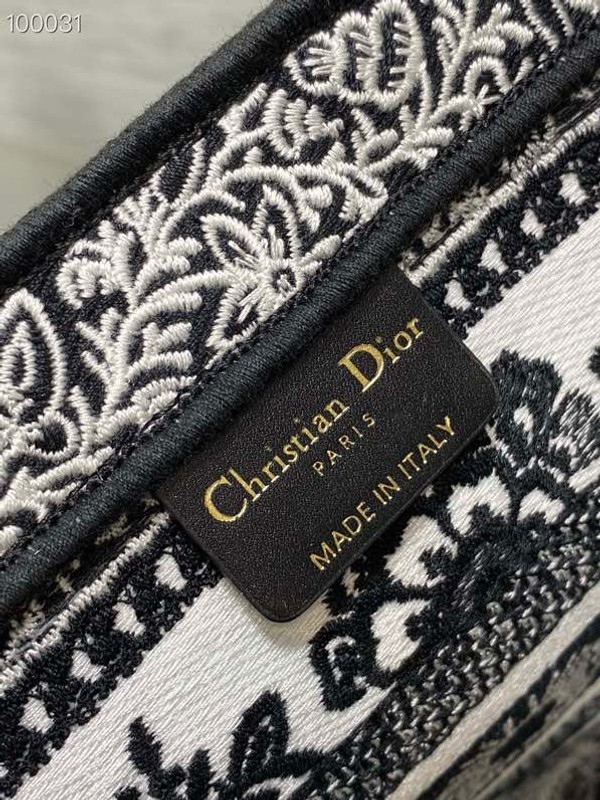 100031
Christian Dior
PARIS
MADE IN ITALY